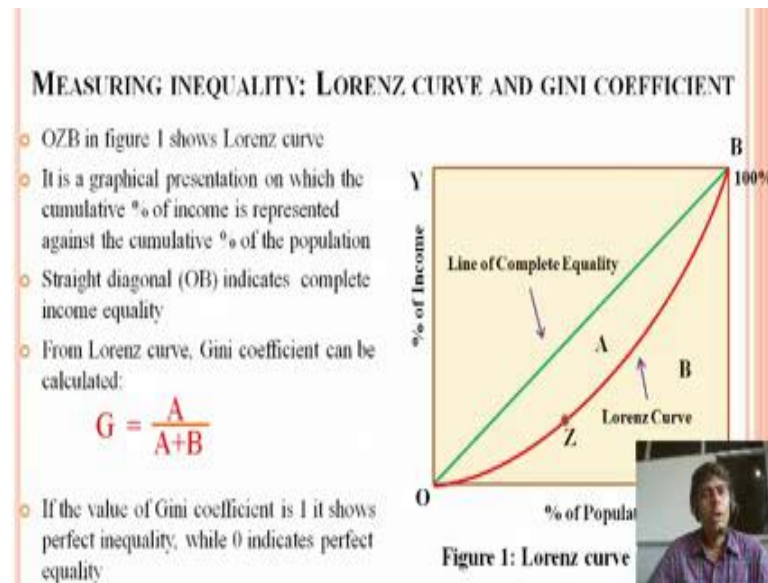 MEASURING INEQUALITY: LORENZ CURVE AND GINI COEFFICIENT
OZB in figure 1 shows Lorenz curve
It is a graphical presentation on which the
cumulative % of income is represented
against the cumulative % of the population
Straight diagonal (OB) indicates complete
income equality
From Lorenz curve, Gini coefficient can be
calculated:
G = A
A+B
If the value of Gini coefficient is 1 it shows
perfect inequality, while 0 indicates perfect
equality
B
Y
100%
% of Income
Line of Complete Equality
A
B
Lorenz Curve
Z
O
% of Populat
Figure 1: Lorenz curve